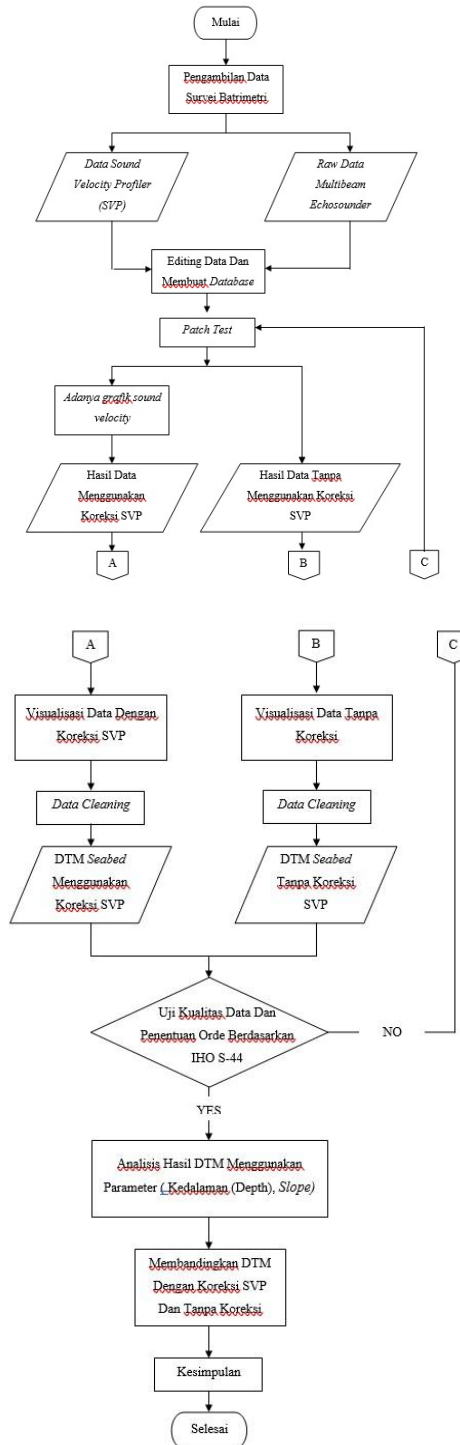 Mulai
Pengambilan Data
Survei Batrimetri
Data Sound
Velocity Profiler
(SVP)
Raw Data
Multibeam
Echosounder
Editing Data Dan
Membuat Database
Patch Test
Adanya grafik sound
velocity
Hasil Data
Menggunakan
Koreksi SVP
Hasil Data Tanpa
Menggunakan Koreksi
SVP
A
B
C
A
B
C
Visualisasi Data Dengan
Koreksi SVP
Visualisasi Data Tanpa
Koreksi
Data Cleaning
Data Cleaning
DTM Seabed
Menggunakan
Koreksi SVP
DTM Seabed
Tanpa Koreksi
SVP
Uji Kualitas Data Dan
Penentuan Orde Berdasarkan
IHO S-44
NO
YES
Analisis Hasil DTM Menggunakan
Parameter ( Kedalaman (Depth), Slope)
Membandingkan DTM
Dengan Koreksi SVP
Dan Tanpa Koreksi
Kesimpulan
Selesai